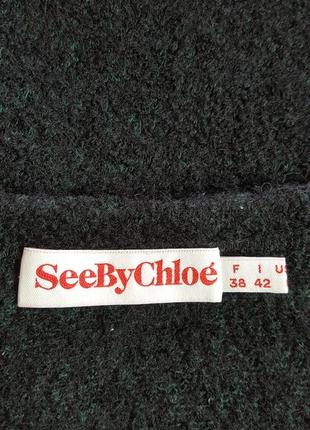 SeeByChloé
F I U
38 42